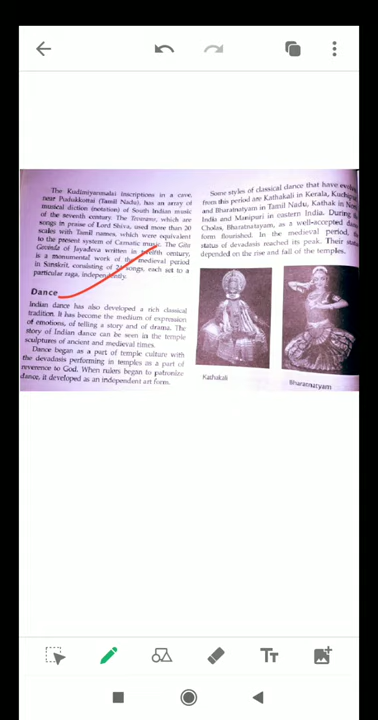 The Kudimiyanmalai inscriptions in a cave,
near Pudukkottai (Tamil Nadu), has an array of
musical diction (notation) of South Indian music
of the seventh century. The Tevarams, which are
songs in praise of Lord Shiva, used more than 20
scales with Tamil names, which were equivalent
to the present system of Carnatic music. The Gita
Govinda of Jayadeva written in century,
is a monumental work of the medieval period
in Sanskrit, consisting of songs, each set to a
particular raga, independently.
Dance
Indian dance has also developed a rich classical
tradition. It has become the medium of expression
of emotions, of telling a story and of drama. The
story of Indian dance can be seen in the temple
sculptures of ancient and medieval times.
Dance began as a part of temple culture with
the devadasis performing in temples as a part of
reverence to God. When rulers began to patronize
dance, it developed as an independent art form.
Some styles of classical dance that have
from this period are Kathakali in Kerala,
and Bharatnatyam in Tamil Nadu, Kathak in
India and Manipuri in eastern India. During
Cholas, Bharatnatyam, as a well-accepted
form flourished. In the medieval period,
status of devadasis reached its peak. Their
depended on the rise and fall of the temples.
Kathakali
Bharatnatyam
Tт